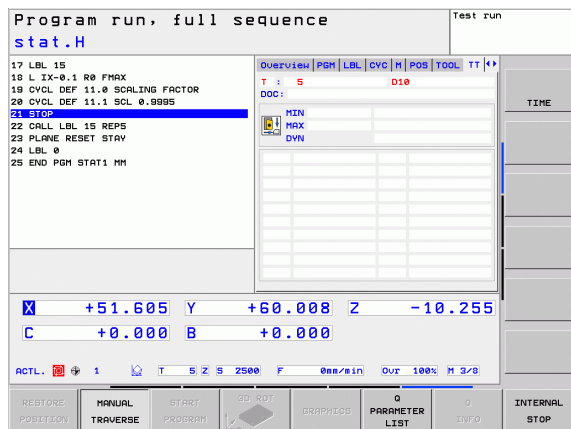 Program run, full sequence
stat.H
Test run
17 LBL 15
18 L IX-0.1 R0 FMAX
19 CYCL DEF 11.0 SCALING FACTOR
20 CYCL DEF 11.1 SCL 0.9995
21 STOP
22 CALL LBL 15 REP5
23 PLANE RESET STAY
24 LBL 0
25 END PGM STAT1 MM
Overview PGM LBL CYC M POS TOOL TT
T : 5 D10
DOC:
MIN
MAX
DYN
TIME
X +51.605 Y +60.008 Z -10.255
C +0.000 B +0.000
ACTL. 1 T 5 Z S 2500 F 0mm/min Ovr 100% M 3/8
RESTORE POSITION
MANUAL TRAVERSE
START PROGRAM
3D ROT
GRAPHICS
Q PARAMETER LIST
Q INFO
INTERNAL STOP